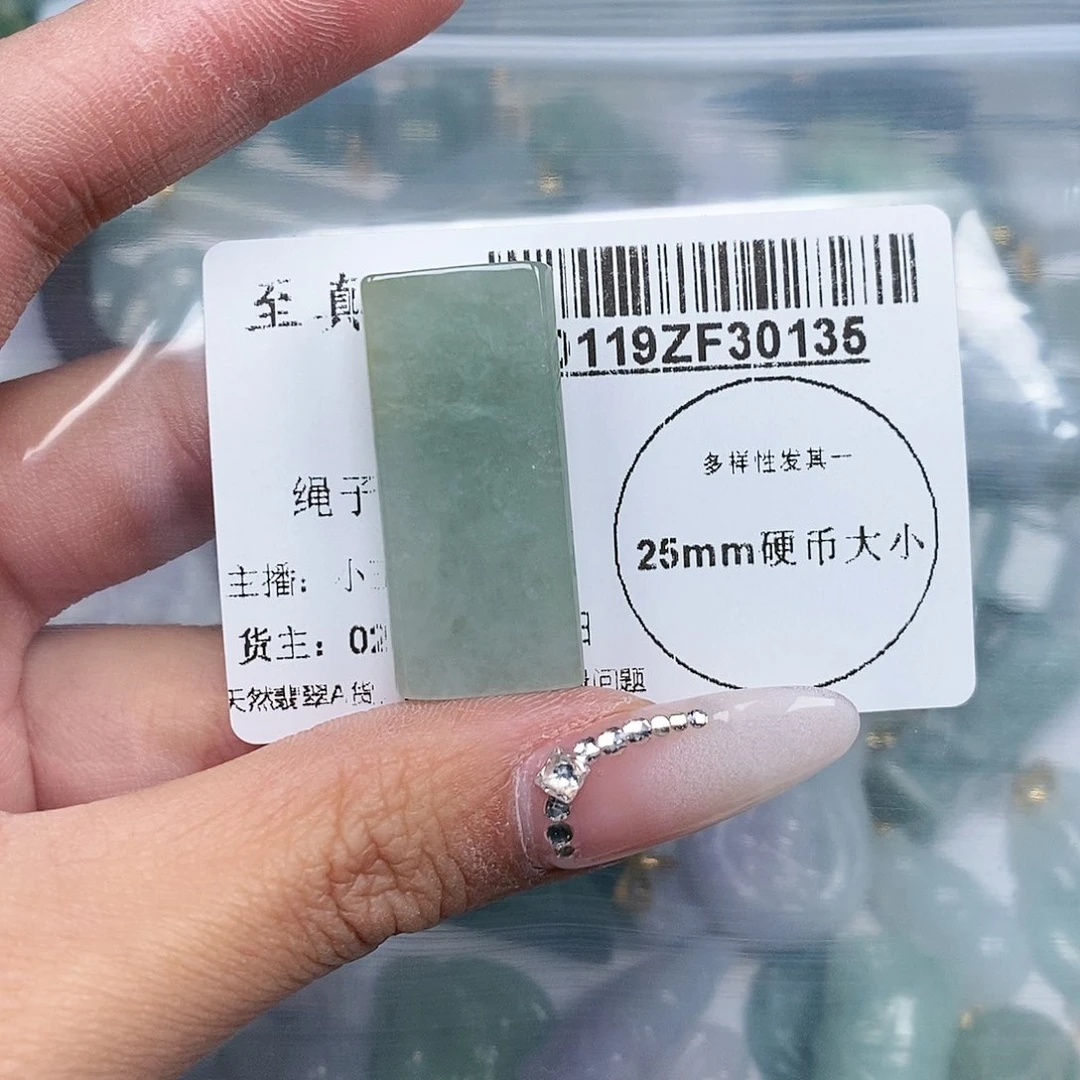 至真
119ZF30135
多样性发其一
绳子
25mm硬币大小
主播：小
货主：02
天然翡翠A货
问题